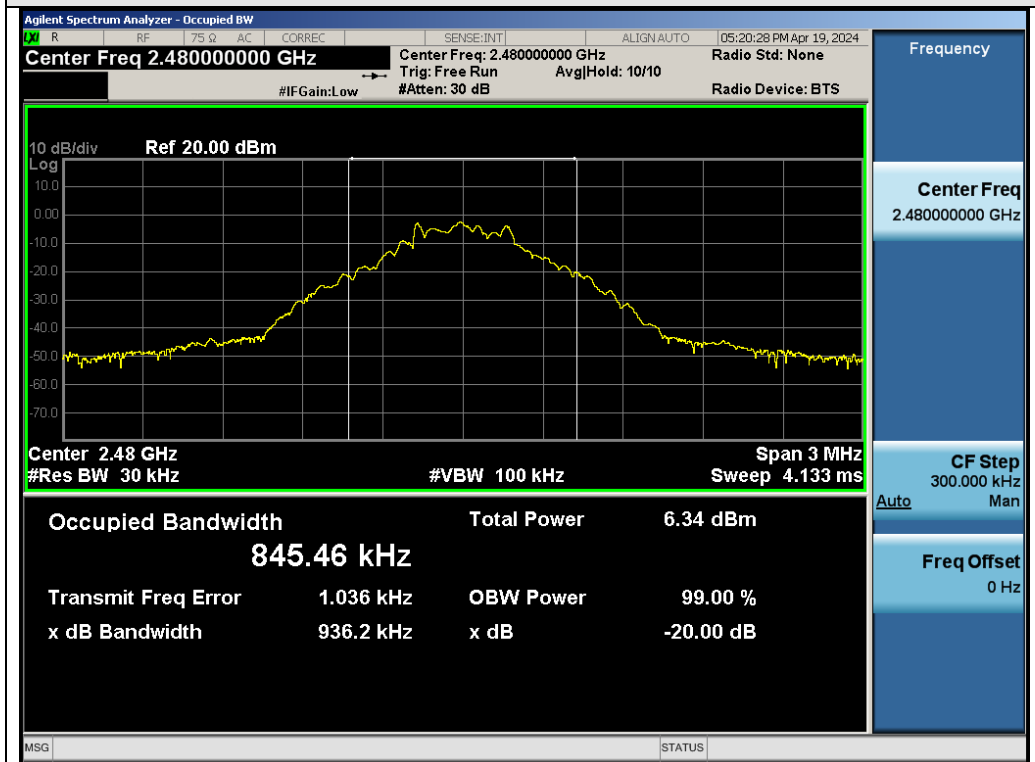 Agilent Spectrum Analyzer - Occupied BW
LXI R RF 75 Ω AC CORREC SENSE:INT ALIGN AUTO 05:20:28 PM Apr 19, 2024
Center Freq 2.480000000 GHz
Center Freq: 2.480000000 GHz Radio Std: None
Trig: Free Run Avg|Hold: 10/10
#IFGain:Low #Atten: 30 dB Radio Device: BTS
10 dB/div Ref 20.00 dBm
Log
10.0
0.00
-10.0
-20.0
-30.0
-40.0
-50.0
-60.0
-70.0
Center 2.48 GHz Span 3 MHz
#Res BW 30 kHz #VBW 100 kHz Sweep 4.133 ms
Occupied Bandwidth Total Power 6.34 dBm
845.46 kHz
Transmit Freq Error 1.036 kHz OBW Power 99.00 %
x dB Bandwidth 936.2 kHz x dB -20.00 dB
MSG STATUS
Frequency
Center Freq
2.480000000 GHz
CF Step
300.000 kHz
Auto Man
Freq Offset
0 Hz